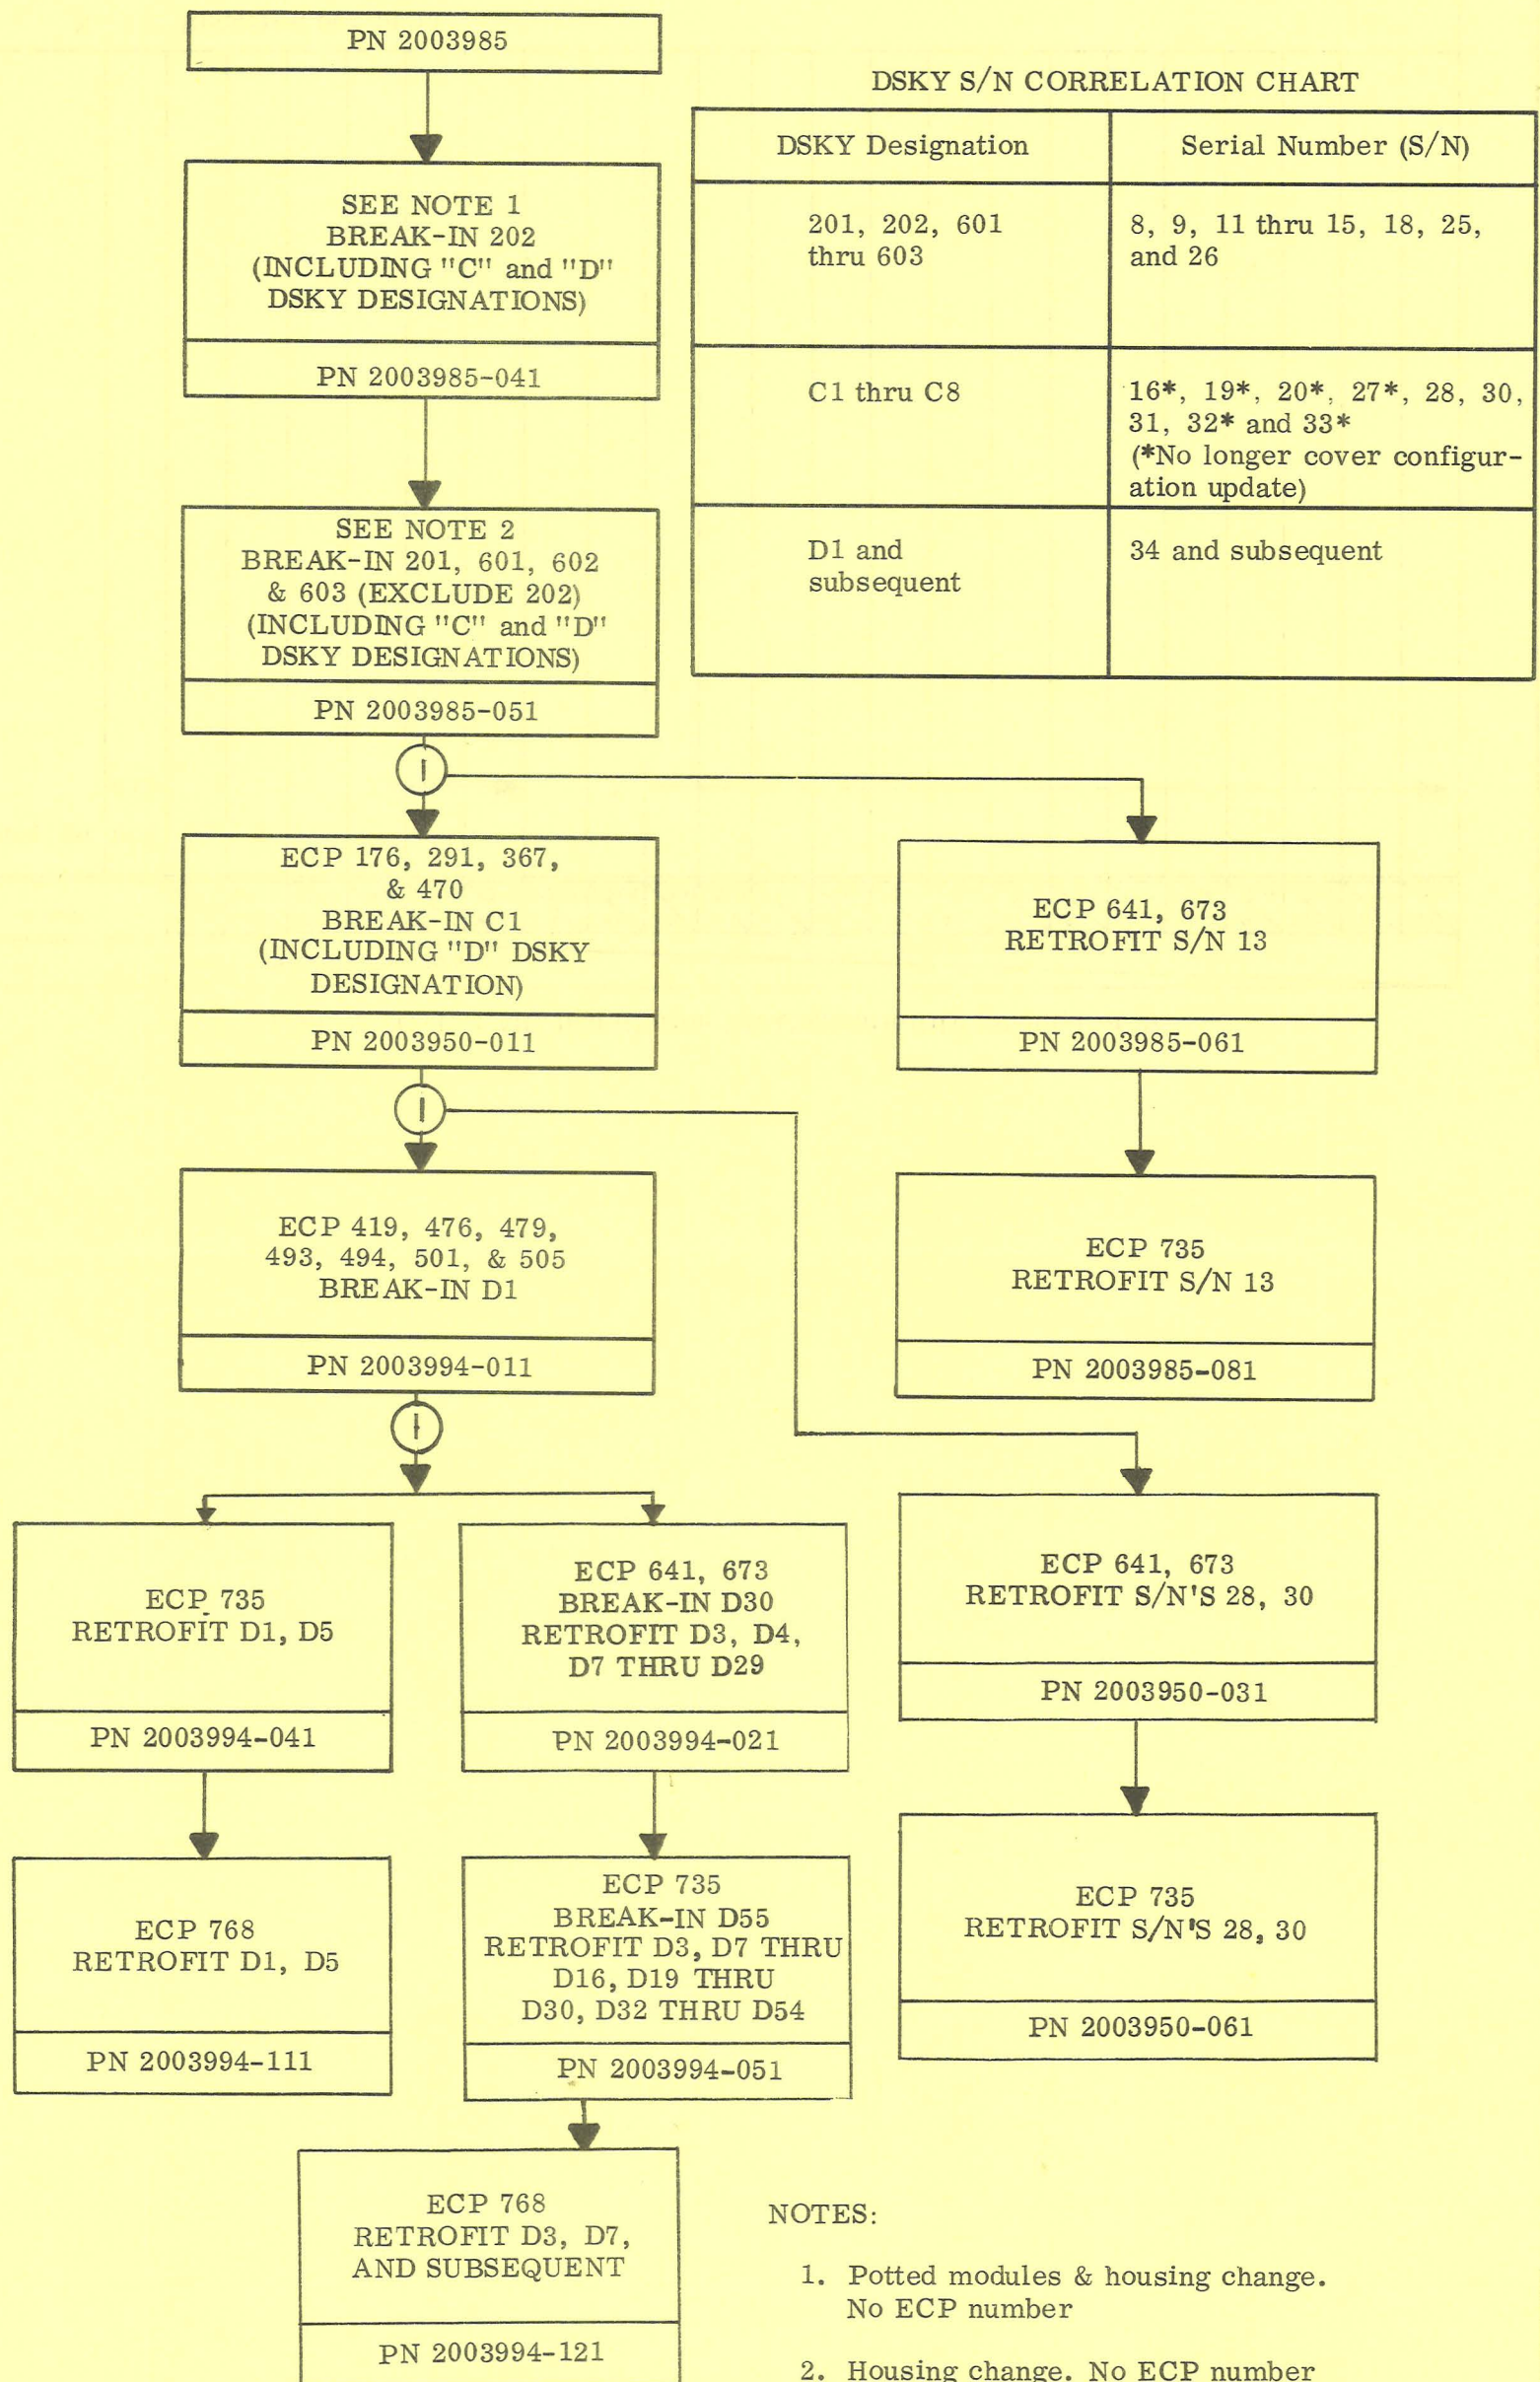 PN 2003985
DSKY S/N CORRELATION CHART
DSKY Designation
Serial Number (S/N)
201, 202, 601
thru 603
8, 9, 11 thru 15, 18, 25,
and 26
C1 thru C8
16*, 19*, 20*, 27*, 28, 30,
31, 32* and 33*
(*No longer cover configur-
ation update)
D1 and
subsequent
34 and subsequent
SEE NOTE 1
BREAK-IN 202
(INCLUDING "C" and "D"
DSKY DESIGNATIONS)
PN 2003985-041
SEE NOTE 2
BREAK-IN 201, 601, 602
& 603 (EXCLUDE 202)
(INCLUDING "C" and "D"
DSKY DESIGNATIONS)
PN 2003985-051
1
ECP 176, 291, 367,
& 470
BREAK-IN C1
(INCLUDING "D" DSKY
DESIGNATION)
PN 2003950-011
ECP 641, 673
RETROFIT S/N 13
PN 2003985-061
1
ECP 419, 476, 479,
493, 494, 501, & 505
BREAK-IN D1
PN 2003994-011
ECP 735
RETROFIT S/N 13
PN 2003985-081
1
ECP 735
RETROFIT D1, D5
PN 2003994-041
ECP 641, 673
BREAK-IN D30
RETROFIT D3, D4,
D7 THRU D29
PN 2003994-021
ECP 641, 673
RETROFIT S/N'S 28, 30
PN 2003950-031
ECP 768
RETROFIT D1, D5
PN 2003994-111
ECP 735
BREAK-IN D55
RETROFIT D3, D7 THRU
D16, D19 THRU
D30, D32 THRU D54
PN 2003994-051
ECP 735
RETROFIT S/N'S 28, 30
PN 2003950-061
ECP 768
RETROFIT D3, D7,
AND SUBSEQUENT
PN 2003994-121
NOTES:
1. Potted modules & housing change.
No ECP number
2. Housing change. No ECP number